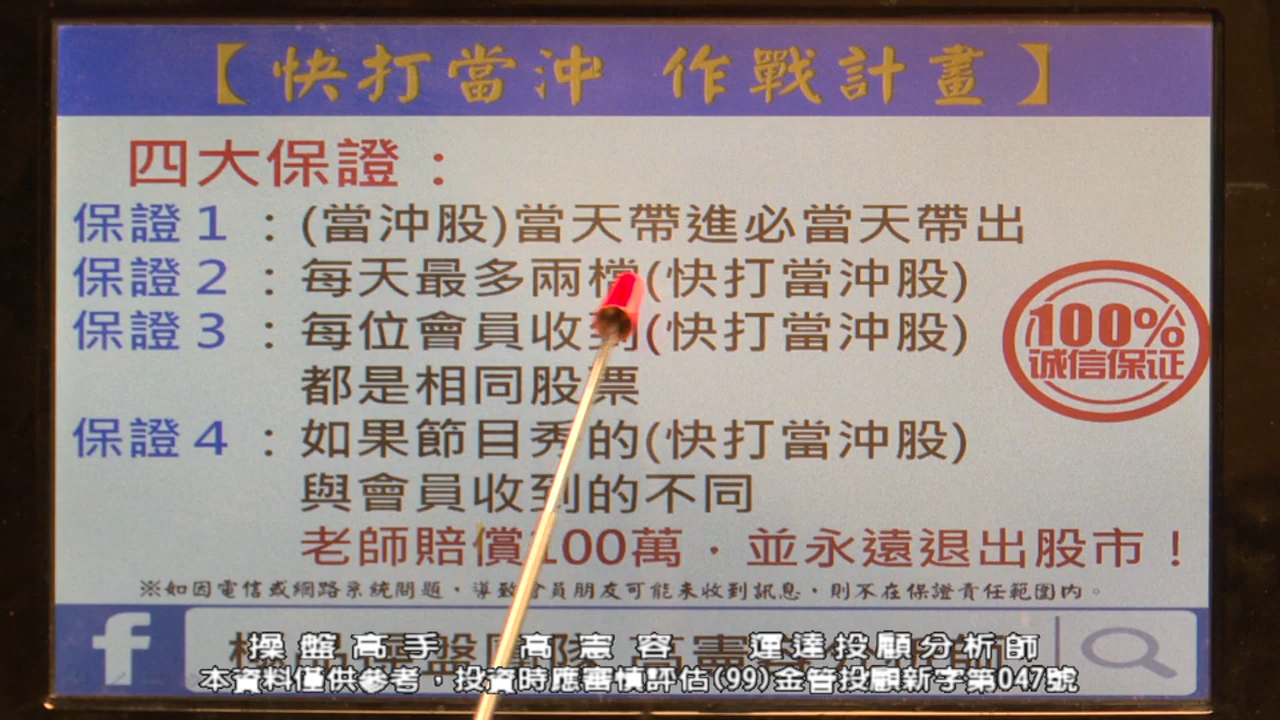 【快打當沖 作戰計畫】
四大保證：
保證1：(當沖股)當天帶進必當天帶出
保證2：每天最多兩檔(快打當沖股)
保證3：每位會員收到(快打當沖股)
都是相同股票
100%
诚信保证
保證4：如果節目秀的(快打當沖股)
與會員收到的不同
老師賠償100萬，並永遠退出股市！
※如因電信或網路系統問題，導致會員朋友可能未收到訊息，則不在保證責任範圍內。
f
操盤高手 高憲容 運達投顧分析師
本資料僅供參考，投資時應審慎評估(99)金管投顧新字第047號